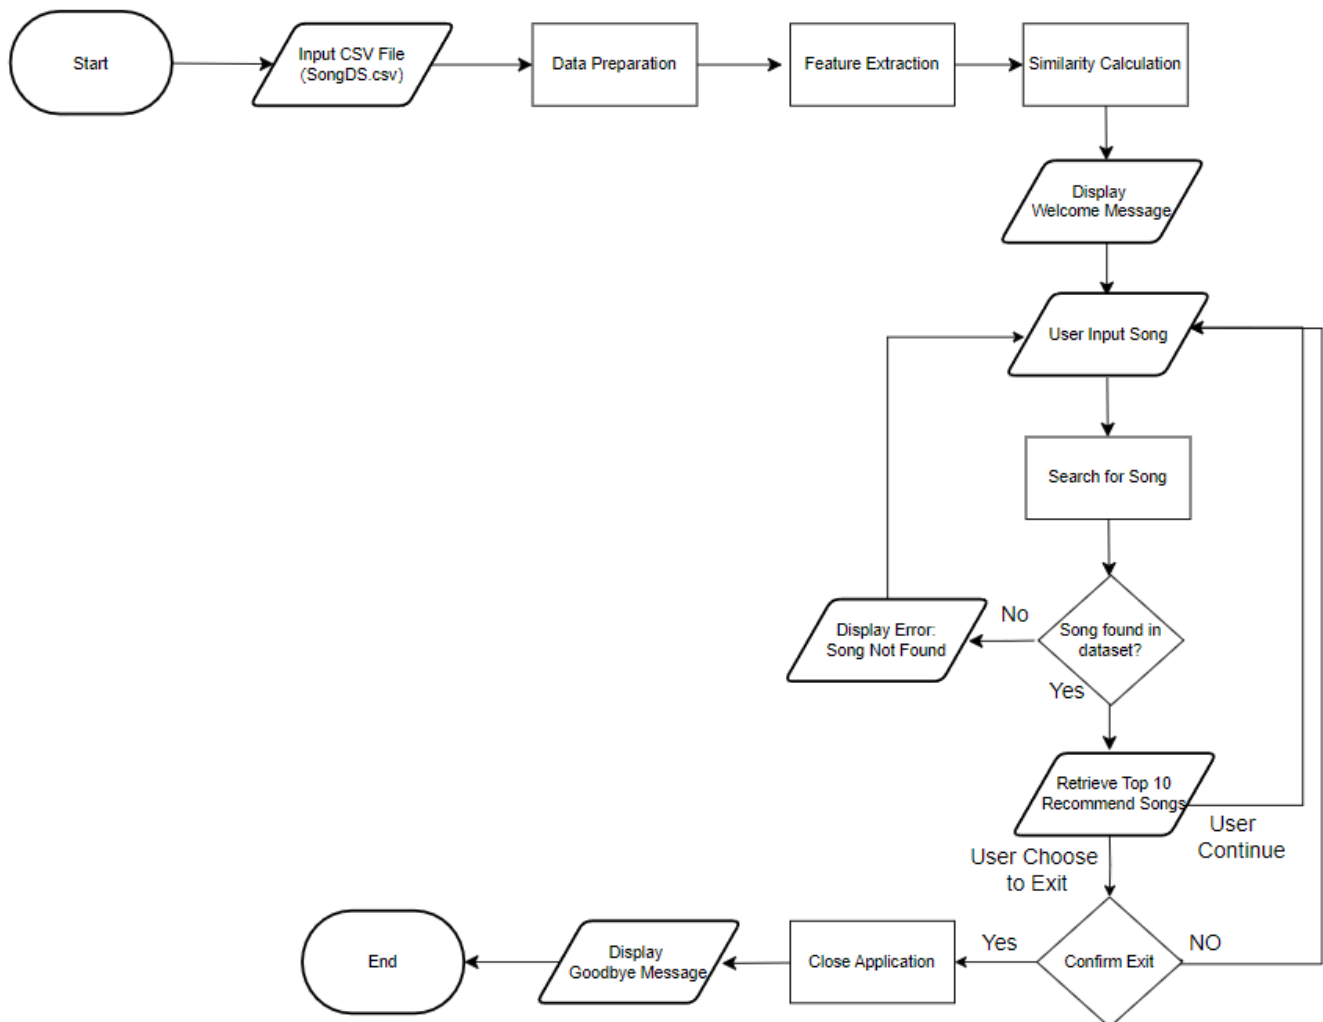 Start
Input CSV File
(SongDS.csv)
Data Preparation
Feature Extraction
Similarity Calculation
Display
Welcome Message
User Input Song
Search for Song
Song found in
dataset?
No
Display Error:
Song Not Found
Yes
Retrieve Top 10
Recommend Songs
User
Continue
User Choose
to Exit
Confirm Exit
NO
Yes
Close Application
Display
Goodbye Message
End